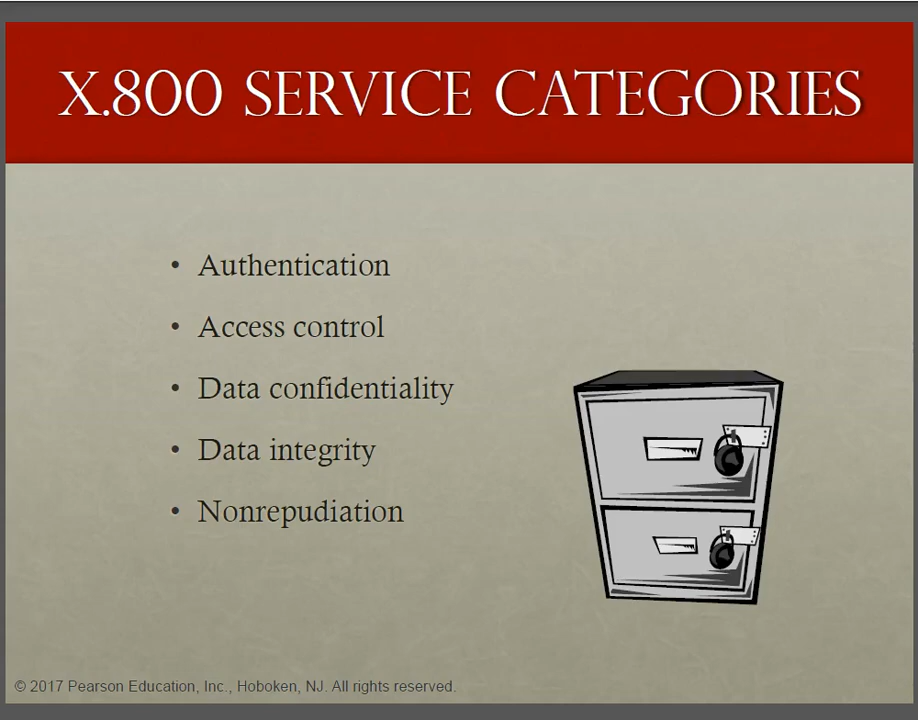 X.800 SERVICE CATEGORIES
• Authentication
• Access control
• Data confidentiality
• Data integrity
• Nonrepudiation
© 2017 Pearson Education, Inc., Hoboken, NJ. All rights reserved.